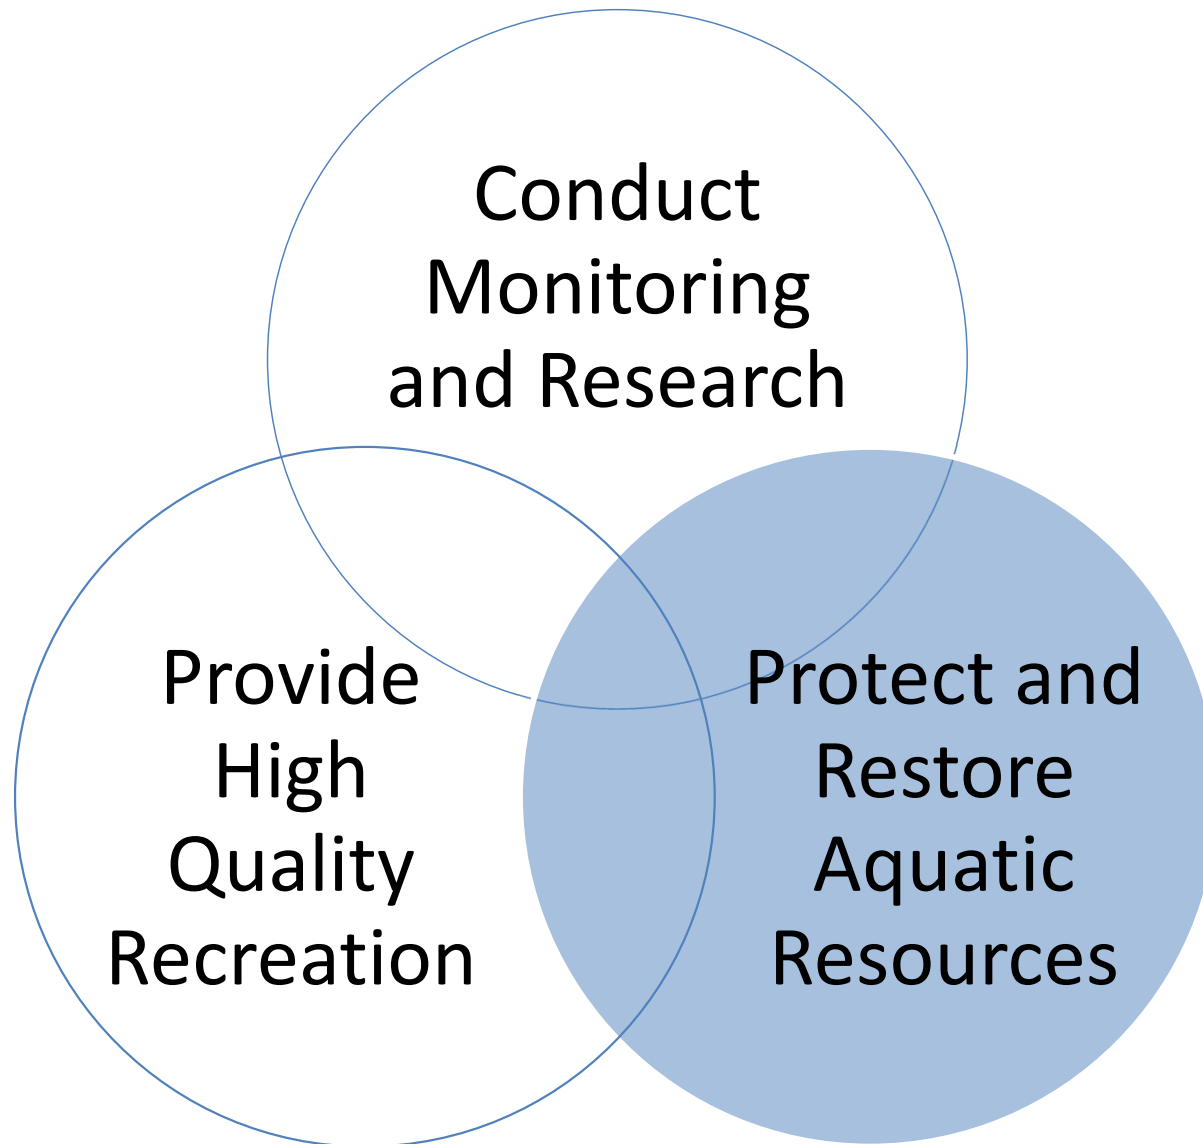 Conduct
Monitoring
and Research
Provide
High
Quality
Recreation
Protect and
Restore
Aquatic
Resources